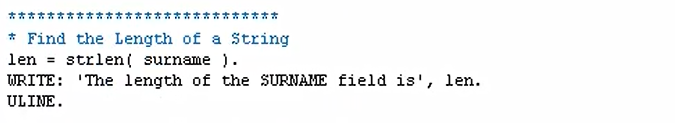 ****************************
* Find the Length of a String
len = strlen( surname ).
WRITE: 'The length of the SURNAME field is', len.
ULINE.